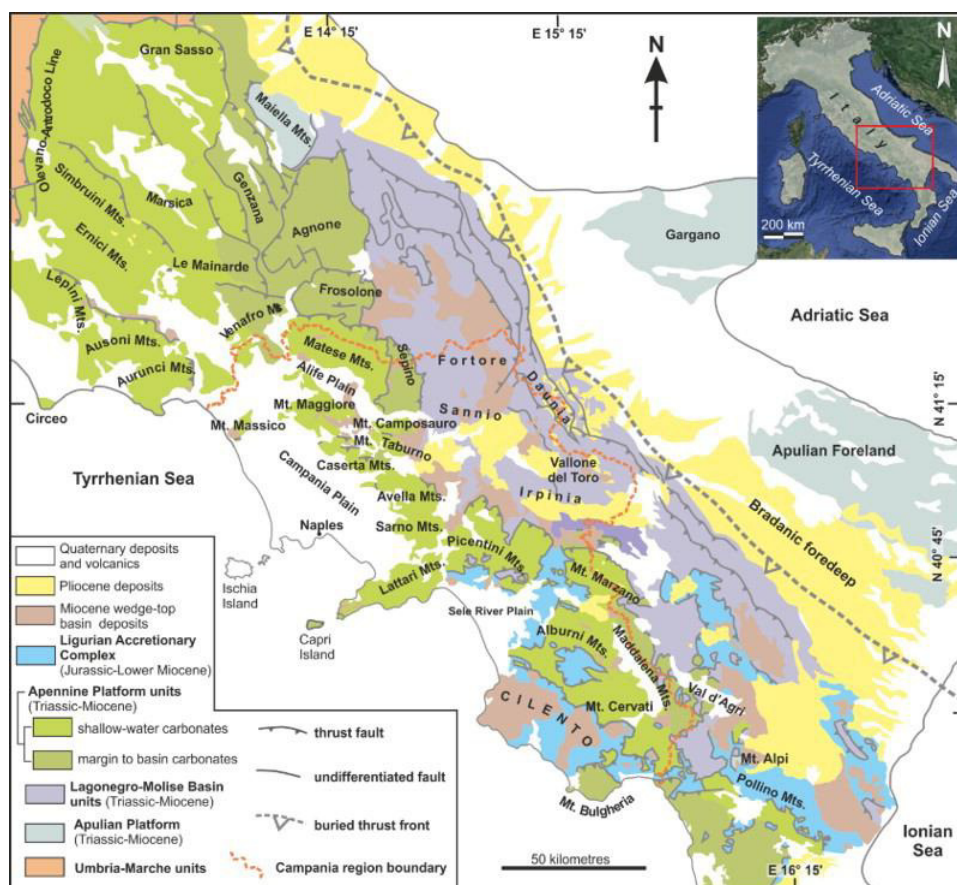 E 14° 15'
E 15° 15'
N
Gran Sasso
Olevano-Antrodoco Line
Maiella Mts.
Simbruini Mts.
Marsica
Genzana
Ernici Mts.
Agnone
Le Mainarde
Lepini Mts.
Frosolone
Venafro Mts.
Ausoni Mts.
Matese Mts.
Sepino
Aurunci Mts.
Alife Plain
Fortore
Daunia
Circeo
Mt. Massico
Mt. Maggiore
Mt. Camposauro
Sannio
Mt. Taburno
Caserta Mts.
Vallone
del Toro
Irpinia
Campania Plain
Tyrrhenian Sea
Avella Mts.
Naples
Sarno Mts.
Picentini Mts.
Lattari Mts.
Mt. Marzano
Ischia
Island
Capri
Island
Sele River Plain
Alburni Mts.
Maddalena Mts.
Mt. Cervati
Val d'Agri
CILENTO
Mt. Alpi
Mt. Bulgheria
Pollino Mts.
Gargano
Adriatic Sea
N 41° 15'
Apulian Foreland
Bradanic foredeep
N 40° 45'
Ionian
Sea
E 16° 15'
50 kilometres
N
Italy
Adriatic Sea
Tyrrhenian Sea
Ionian Sea
200 km
Quaternary deposits
and volcanics
Pliocene deposits
Miocene wedge-top
basin deposits
Ligurian Accretionary
Complex
(Jurassic-Lower Miocene)
Apennine Platform units
(Triassic-Miocene)
shallow-water carbonates
margin to basin carbonates
Lagonegro-Molise Basin
units (Triassic-Miocene)
Apulian Platform
(Triassic-Miocene)
Umbria-Marche units
thrust fault
undifferentiated fault
buried thrust front
Campania region boundary